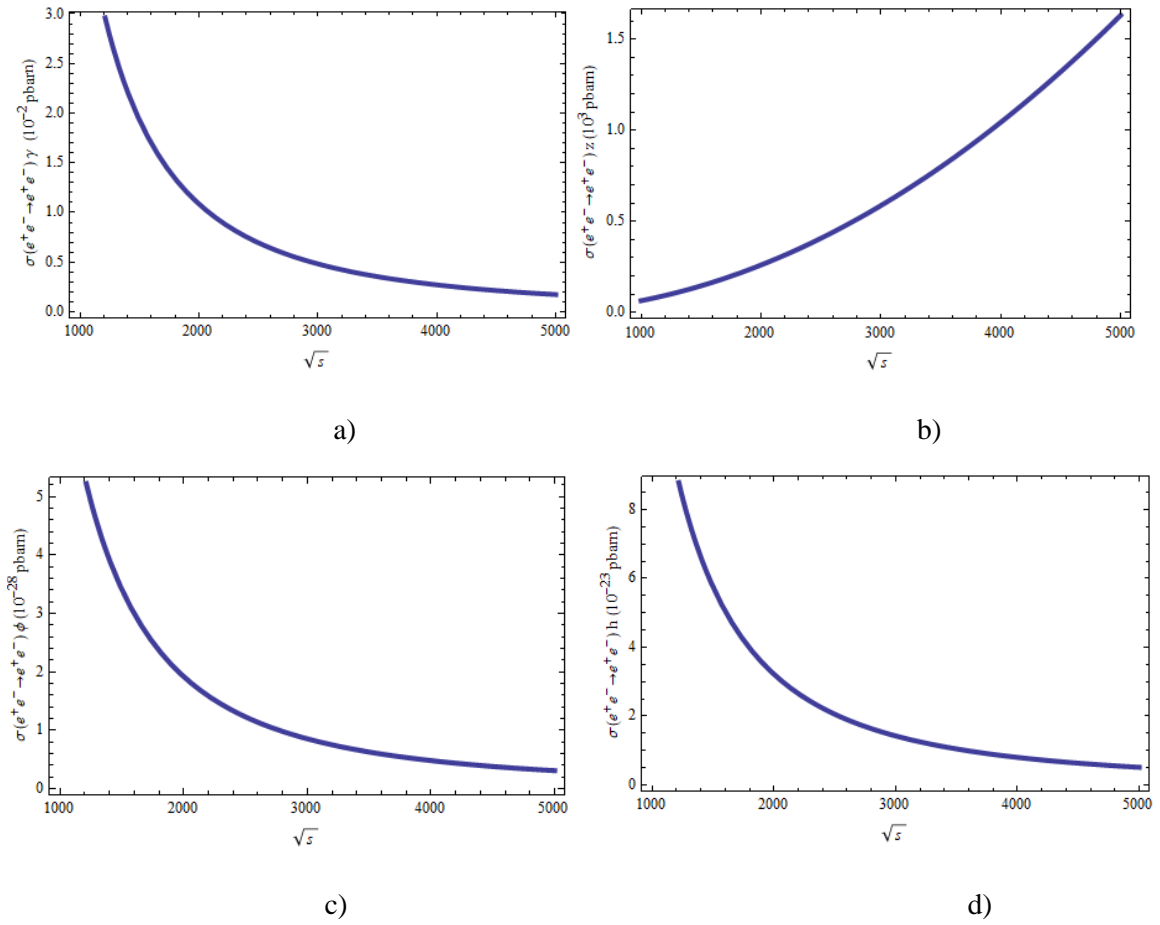 3.0
2.5
2.0
1.5
1.0
0.5
0.0
σ(e⁺e⁻→e⁺e⁻) γ (10⁻² pbarn)
1000 2000 3000 4000 5000
√s
a)
1.5
1.0
0.5
0.0
σ(e⁺e⁻→e⁺e⁻) z (10³ pbarn)
1000 2000 3000 4000 5000
√s
b)
5
4
3
2
1
0
σ(e⁺e⁻→e⁺e⁻) ϕ (10⁻²⁸ pbarn)
1000 2000 3000 4000 5000
√s
c)
8
6
4
2
0
σ(e⁺e⁻→e⁺e⁻) h (10⁻²³ pbarn)
1000 2000 3000 4000 5000
√s
d)